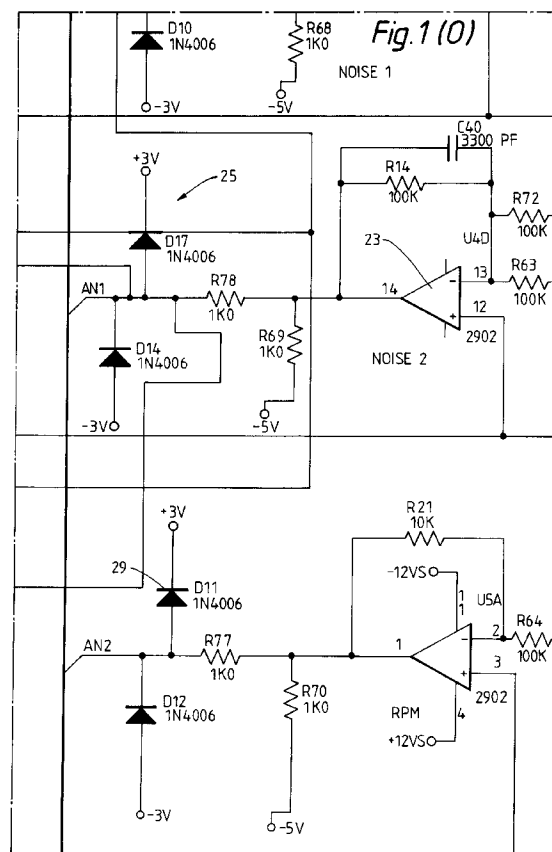 Fig.1 (0)
D10
1N4006
R68
1K0
NOISE 1
-3V
-5V
C40
3300 PF
+3V
25
R14
100K
R72
100K
D17
1N4006
U4D
23
13
R63
100K
AN1
R78
1K0
14
12
D14
1N4006
R69
1K0
2902
NOISE 2
-3V
-5V
+3V
R21
10K
29
D11
1N4006
-12VS
1
1
U5A
R64
100K
AN2
R77
1K0
1
2
3
D12
1N4006
R70
1K0
2902
RPM
4
+12VS
-3V
-5V